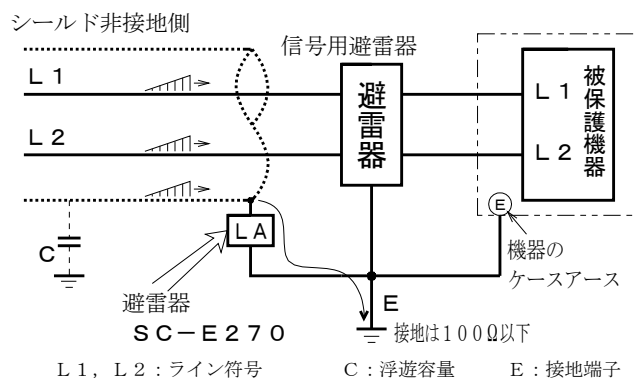 シールド非接地側
信号用避雷器
L1
L2
避雷器
L1
L2
被保護機器
E
機器の
ケースアース
LA
C
避雷器
SC−E270
E
接地は100Ω以下
L1,L2:ライン符号 C:浮遊容量 E:接地端子